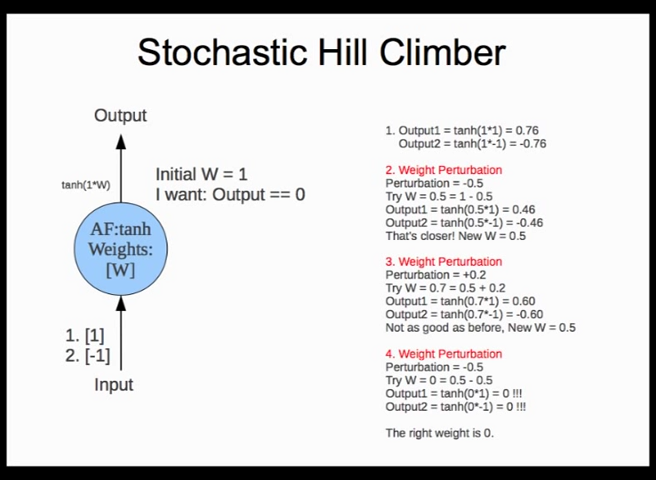 Stochastic Hill Climber
Output
tanh(1*W)
Initial W = 1
I want: Output == 0
AF:tanh
Weights:
[W]
1. [1]
2. [-1]
Input
1. Output1 = tanh(1*1) = 0.76
Output2 = tanh(1*-1) = -0.76
2. Weight Perturbation
Perturbation = -0.5
Try W = 0.5 = 1 - 0.5
Output1 = tanh(0.5*1) = 0.46
Output2 = tanh(0.5*-1) = -0.46
That's closer! New W = 0.5
3. Weight Perturbation
Perturbation = +0.2
Try W = 0.7 = 0.5 + 0.2
Output1 = tanh(0.7*1) = 0.60
Output2 = tanh(0.7*-1) = -0.60
Not as good as before, New W = 0.5
4. Weight Perturbation
Perturbation = -0.5
Try W = 0 = 0.5 - 0.5
Output1 = tanh(0*1) = 0 !!!
Output2 = tanh(0*-1) = 0 !!!
The right weight is 0.